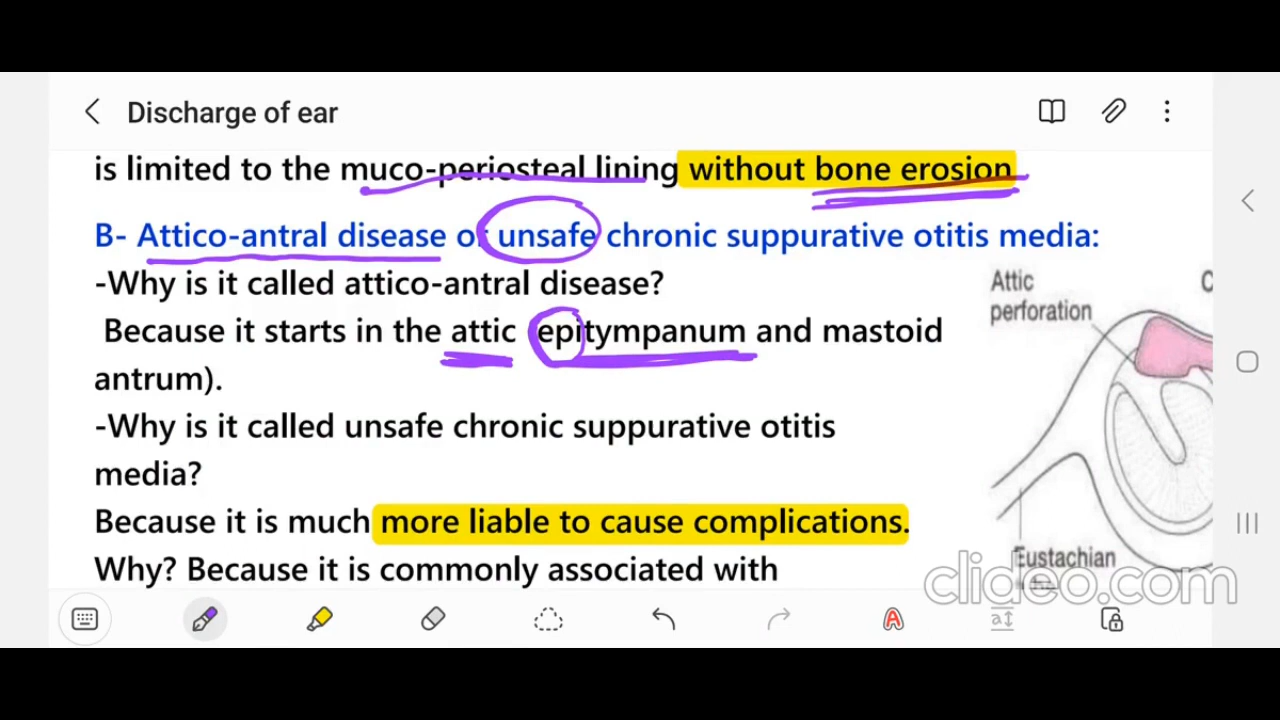 Discharge of ear
is limited to the muco-periosteal lining without bone erosion
B- Attico-antral disease or unsafe chronic suppurative otitis media:
-Why is it called attico-antral disease?
Because it starts in the attic epitympanum and mastoid
antrum).
-Why is it called unsafe chronic suppurative otitis
media?
Because it is much more liable to cause complications.
Why? Because it is commonly associated with
Attic
perforation
C
Eustachian
clideo.com
A
a